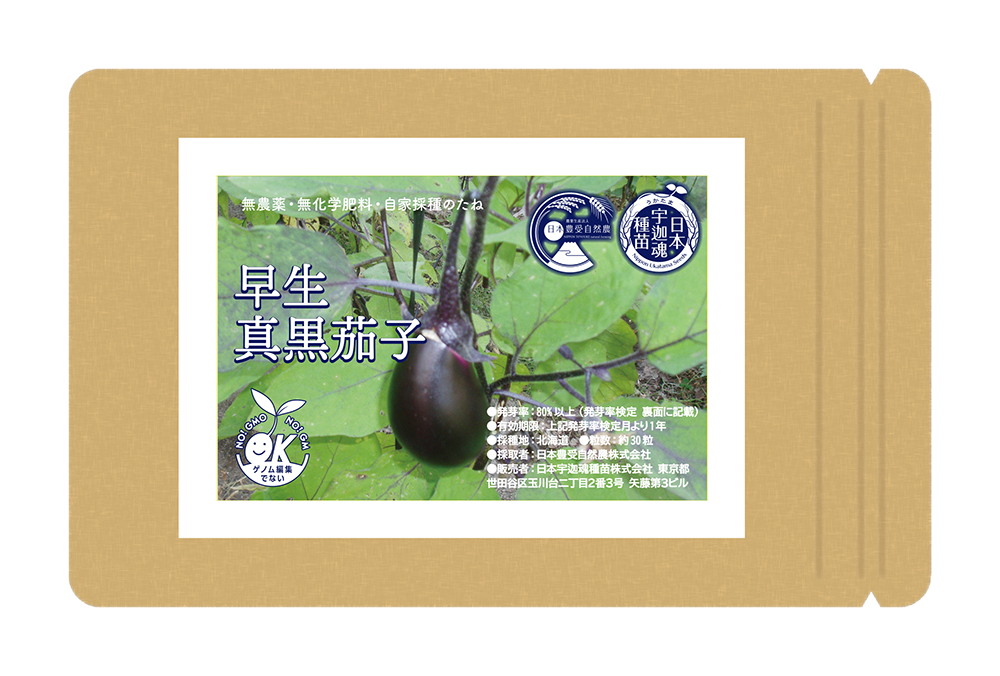 無農薬・無化学肥料・自家採種のたね
農業生産法人
日本豊受自然農
うかたま
日本
宇迦魂
種苗
Nippon Ukatama Seeds
早生
真黒茄子
NO! GMO NO! GM
OK
ゲノム編集
でない
●発芽率：80%以上（発芽率検定 裏面に記載）
●有効期限：上記発芽率検定月より1年
●採種地：北海道 ●粒数：約30粒
●採取者：日本豊受自然農株式会社
●販売者：日本宇迦魂種苗株式会社 東京都
世田谷区玉川台二丁目2番3号 矢藤第3ビル